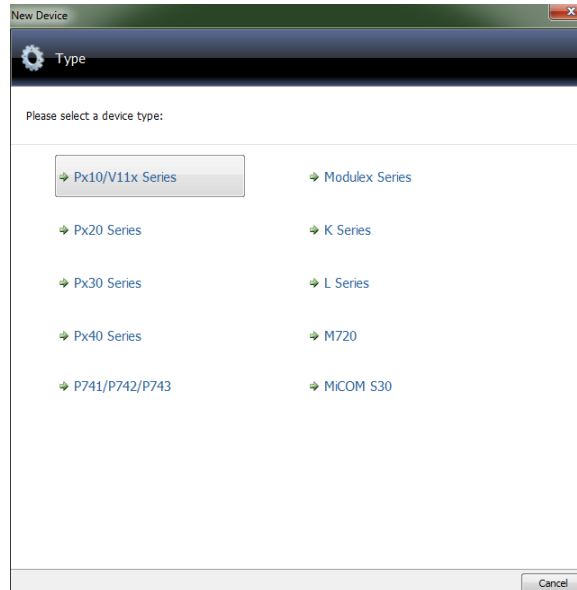 New Device
Type
Please select a device type:
Px10/V11x Series
Modulex Series
Px20 Series
K Series
Px30 Series
L Series
Px40 Series
M720
P741/P742/P743
MiCOM S30
Cancel